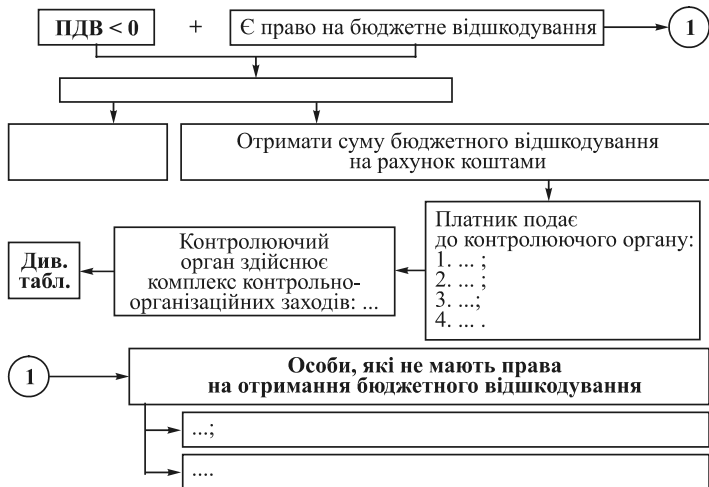 ПДВ < 0 + Є право на бюджетне відшкодування 1
Отримати суму бюджетного відшкодування
на рахунок коштами
Платник подає
до контролюючого органу:
1. ... ;
2. ... ;
3. ...;
4. ... .
Контролюючий
орган здійснює
комплекс контрольно-
організаційних заходів: ...
Див.
табл.
1 Особи, які не мають права
на отримання бюджетного відшкодування
...;
....